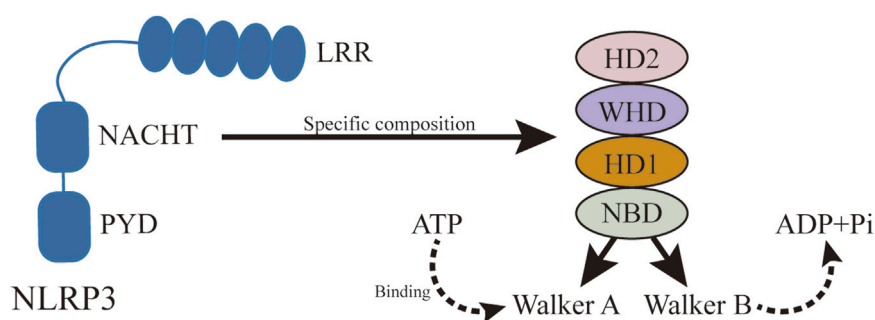 LRR
NACHT
PYD
NLRP3
Specific composition
HD2
WHD
HD1
NBD
ATP
Binding
Walker A
Walker B
ADP+Pi